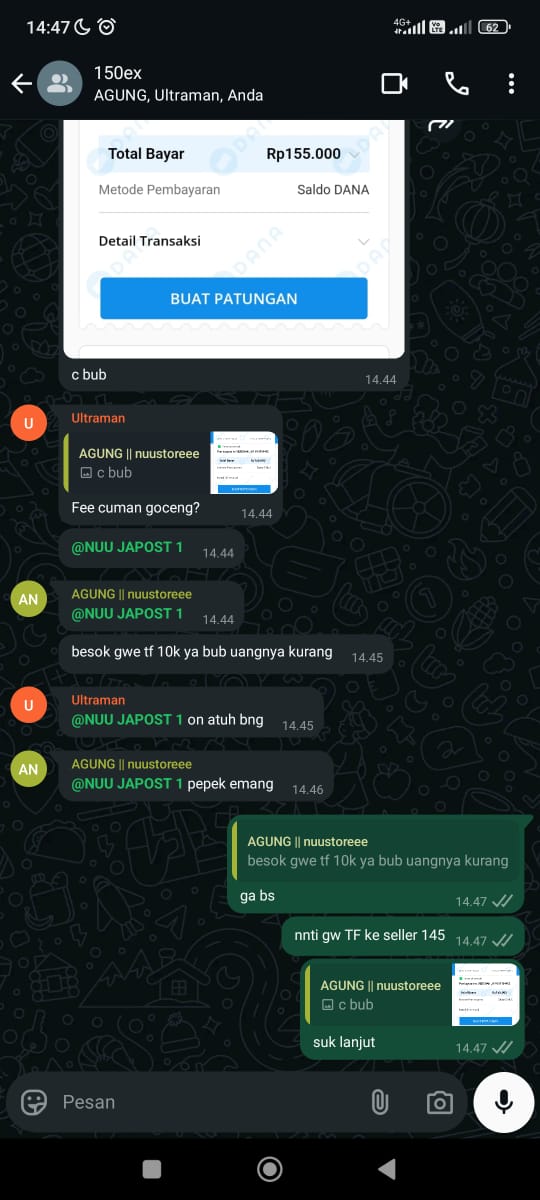 14:47
4G+
Vo
LTE
62
150ex
AGUNG, Ultraman, Anda
Total Bayar Rp155.000
Metode Pembayaran Saldo DANA
Detail Transaksi
DANA
BUAT PATUNGAN
c bub
14.44
U
Ultraman
AGUNG || nuustoreee
c bub
Fee cuman goceng?
14.44
@NUU JAPOST 1 14.44
AN
AGUNG || nuustoreee
@NUU JAPOST 1 14.44
besok gwe tf 10k ya bub uangnya kurang 14.45
U
Ultraman
@NUU JAPOST 1 on atuh bng 14.45
AN
AGUNG || nuustoreee
@NUU JAPOST 1 pepek emang 14.46
AGUNG || nuustoreee
besok gwe tf 10k ya bub uangnya kurang
ga bs
14.47
nnti gw TF ke seller 145 14.47
AGUNG || nuustoreee
c bub
suk lanjut
14.47
Pesan